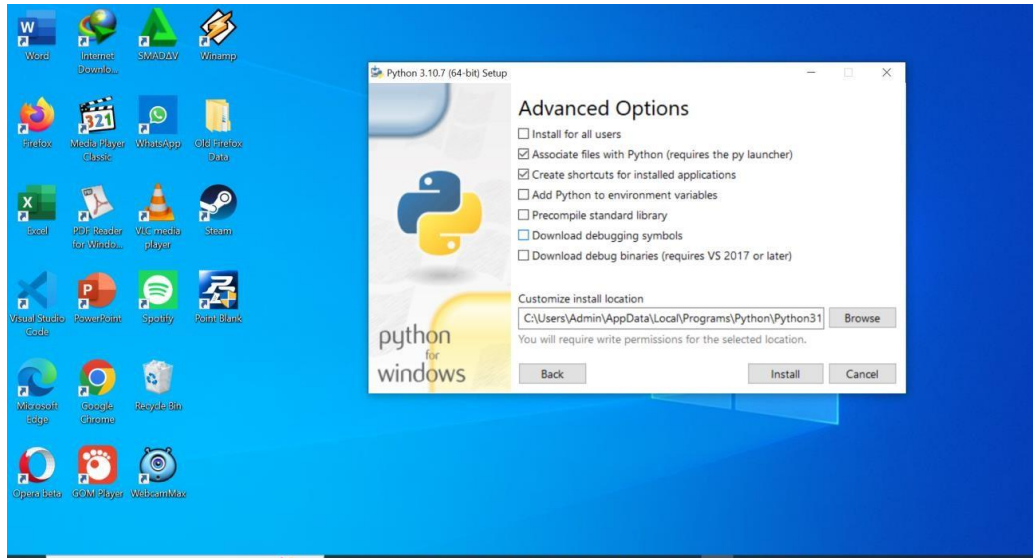 Word
Internet
Downlo...
SMADAV
Winamp
Firefox
Media Player
Classic
321
WhatsApp
Old Firefox
Data
Excel
PDF Reader
for Windo...
VLC media
player
Steam
Visual Studio
Code
PowerPoint
Spotify
Point Blank
Microsoft
Edge
Google
Chrome
Recycle Bin
Opera beta
GOM Player
WebcamMax
Python 3.10.7 (64-bit) Setup
Advanced Options
Install for all users
Associate files with Python (requires the py launcher)
Create shortcuts for installed applications
Add Python to environment variables
Precompile standard library
Download debugging symbols
Download debug binaries (requires VS 2017 or later)
Customize install location
C:\Users\Admin\AppData\Local\Programs\Python\Python31
Browse
You will require write permissions for the selected location.
python
for
windows
Back
Install
Cancel